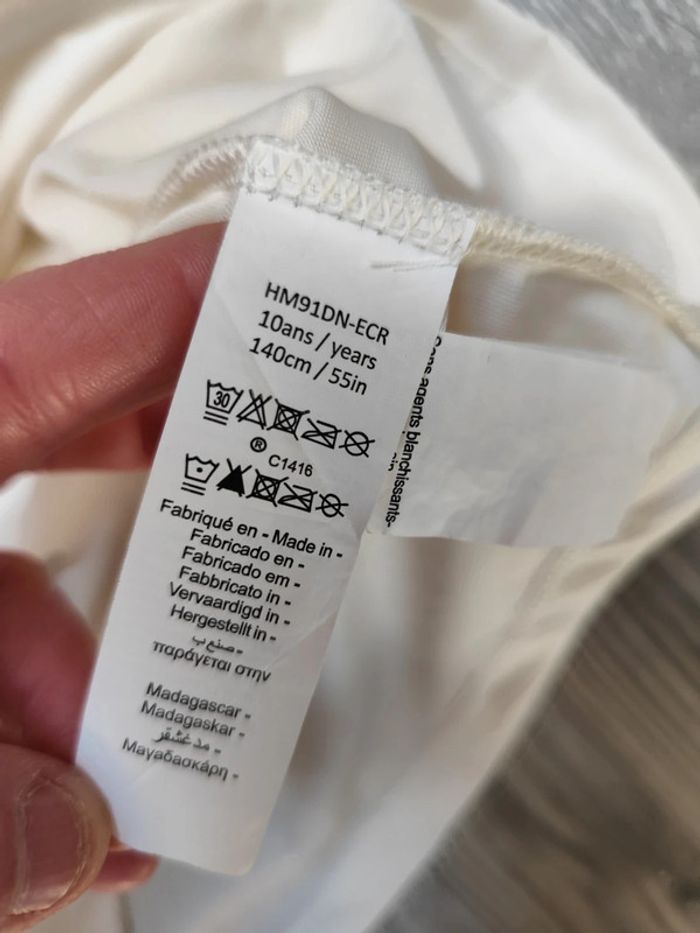 HM91DN-ECR
10ans / years
140cm / 55in
30
® C1416
Fabriqué en - Made in -
Fabricado en -
Fabricado em -
Fabbricato in -
Vervaardigd in -
Hergestellt in -
صنع ب -
παράγεται στην
Madagascar -
Madagaskar -
مدغشقر -
Μαγαδασκάρη -
agents blanchissants-